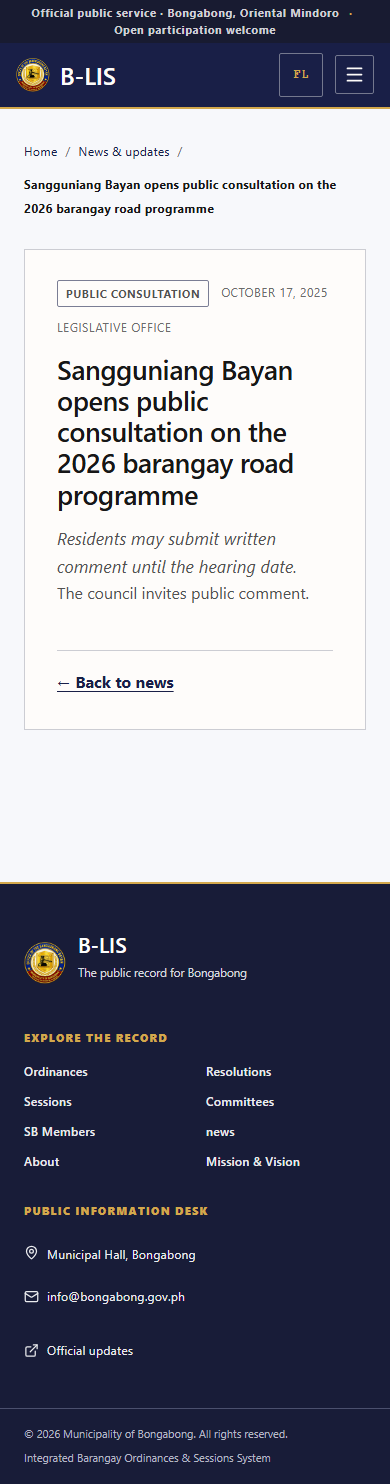 Official public service · Bongabong, Oriental Mindoro ·
Open participation welcome
B-LIS
FL
Home / News & updates /
Sangguniang Bayan opens public consultation on the
2026 barangay road programme
PUBLIC CONSULTATION OCTOBER 17, 2025
LEGISLATIVE OFFICE
Sangguniang Bayan
opens public
consultation on the
2026 barangay road
programme
Residents may submit written
comment until the hearing date.
The council invites public comment.
← Back to news
B-LIS
The public record for Bongabong
EXPLORE THE RECORD
Ordinances Resolutions
Sessions Committees
SB Members news
About Mission & Vision
PUBLIC INFORMATION DESK
Municipal Hall, Bongabong
info@bongabong.gov.ph
Official updates
© 2026 Municipality of Bongabong. All rights reserved.
Integrated Barangay Ordinances & Sessions System